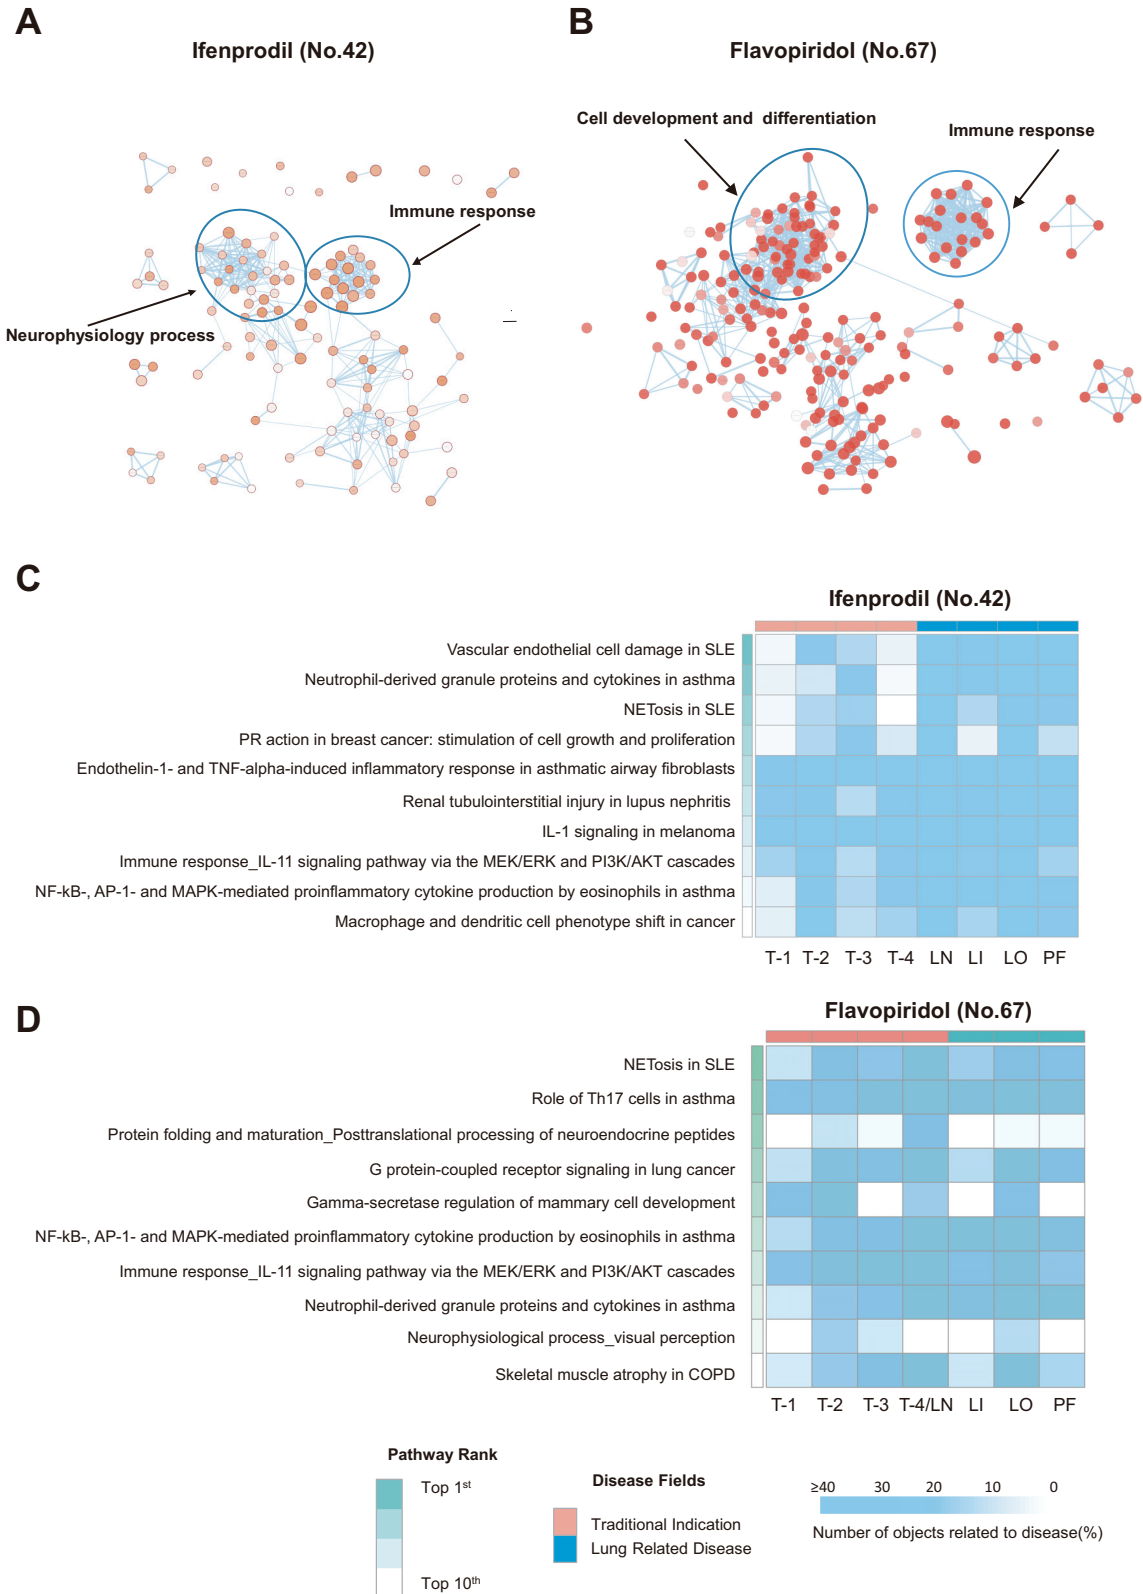 A
B
Ifenprodil (No.42)
Flavopiridol (No.67)
Cell development and differentiation
Immune response
Immune response
Neurophysiology process
C
Ifenprodil (No.42)
Vascular endothelial cell damage in SLE
Neutrophil-derived granule proteins and cytokines in asthma
NETosis in SLE
PR action in breast cancer: stimulation of cell growth and proliferation
Endothelin-1- and TNF-alpha-induced inflammatory response in asthmatic airway fibroblasts
Renal tubulointerstitial injury in lupus nephritis
IL-1 signaling in melanoma
Immune response_IL-11 signaling pathway via the MEK/ERK and PI3K/AKT cascades
NF-kB-, AP-1- and MAPK-mediated proinflammatory cytokine production by eosinophils in asthma
Macrophage and dendritic cell phenotype shift in cancer
T-1 T-2 T-3 T-4 LN LI LO PF
D
Flavopiridol (No.67)
NETosis in SLE
Role of Th17 cells in asthma
Protein folding and maturation_Posttranslational processing of neuroendocrine peptides
G protein-coupled receptor signaling in lung cancer
Gamma-secretase regulation of mammary cell development
NF-kB-, AP-1- and MAPK-mediated proinflammatory cytokine production by eosinophils in asthma
Immune response_IL-11 signaling pathway via the MEK/ERK and PI3K/AKT cascades
Neutrophil-derived granule proteins and cytokines in asthma
Neurophysiological process_visual perception
Skeletal muscle atrophy in COPD
T-1 T-2 T-3 T-4/LN LI LO PF
Pathway Rank
Top 1st
Top 10th
Disease Fields
Traditional Indication
Lung Related Disease
≥40 30 20 10 0
Number of objects related to disease(%)